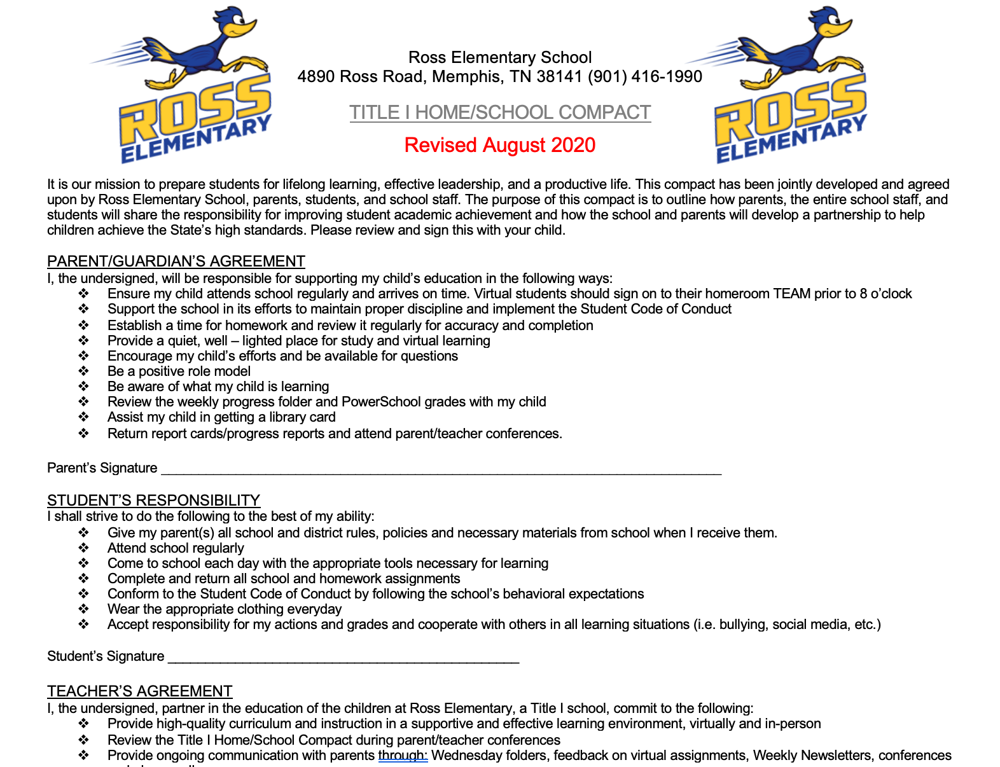 ROSS
ELEMENTARY
ROSS
ELEMENTARY
Ross Elementary School
4890 Ross Road, Memphis, TN 38141 (901) 416-1990
TITLE I HOME/SCHOOL COMPACT
Revised August 2020
It is our mission to prepare students for lifelong learning, effective leadership, and a productive life. This compact has been jointly developed and agreed
upon by Ross Elementary School, parents, students, and school staff. The purpose of this compact is to outline how parents, the entire school staff, and
students will share the responsibility for improving student academic achievement and how the school and parents will develop a partnership to help
children achieve the State’s high standards. Please review and sign this with your child.
PARENT/GUARDIAN’S AGREEMENT
I, the undersigned, will be responsible for supporting my child’s education in the following ways:
❖ Ensure my child attends school regularly and arrives on time. Virtual students should sign on to their homeroom TEAM prior to 8 o’clock
❖ Support the school in its efforts to maintain proper discipline and implement the Student Code of Conduct
❖ Establish a time for homework and review it regularly for accuracy and completion
❖ Provide a quiet, well – lighted place for study and virtual learning
❖ Encourage my child’s efforts and be available for questions
❖ Be a positive role model
❖ Be aware of what my child is learning
❖ Review the weekly progress folder and PowerSchool grades with my child
❖ Assist my child in getting a library card
❖ Return report cards/progress reports and attend parent/teacher conferences.
Parent’s Signature ________________________________________________________________________
STUDENT’S RESPONSIBILITY
I shall strive to do the following to the best of my ability:
❖ Give my parent(s) all school and district rules, policies and necessary materials from school when I receive them.
❖ Attend school regularly
❖ Come to school each day with the appropriate tools necessary for learning
❖ Complete and return all school and homework assignments
❖ Conform to the Student Code of Conduct by following the school’s behavioral expectations
❖ Wear the appropriate clothing everyday
❖ Accept responsibility for my actions and grades and cooperate with others in all learning situations (i.e. bullying, social media, etc.)
Student’s Signature _____________________________________________
TEACHER’S AGREEMENT
I, the undersigned, partner in the education of the children at Ross Elementary, a Title I school, commit to the following:
❖ Provide high-quality curriculum and instruction in a supportive and effective learning environment, virtually and in-person
❖ Review the Title I Home/School Compact during parent/teacher conferences
❖ Provide ongoing communication with parents through: Wednesday folders, feedback on virtual assignments, Weekly Newsletters, conferences